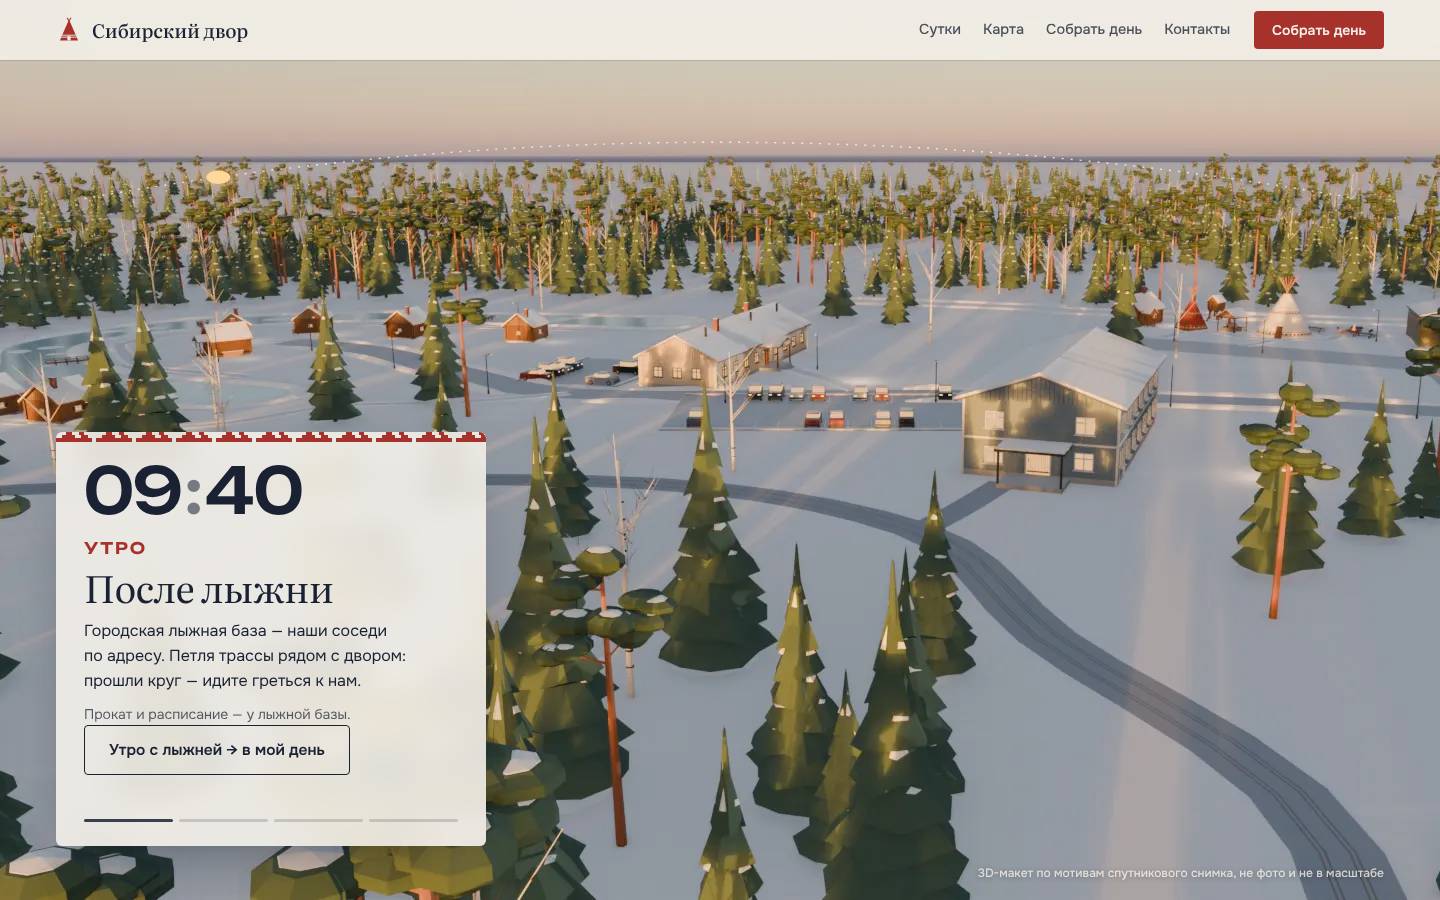 Сибирский двор
Сутки
Карта
Собрать день
Контакты
Собрать день
09:40
УТРО
После лыжни
Городская лыжная база — наши соседи
по адресу. Петля трассы рядом с двором:
прошли круг — идите греться к нам.
Прокат и расписание — у лыжной базы.
Утро с лыжней → в мой день
3D-макет по мотивам спутникового снимка, не фото и не в масштабе